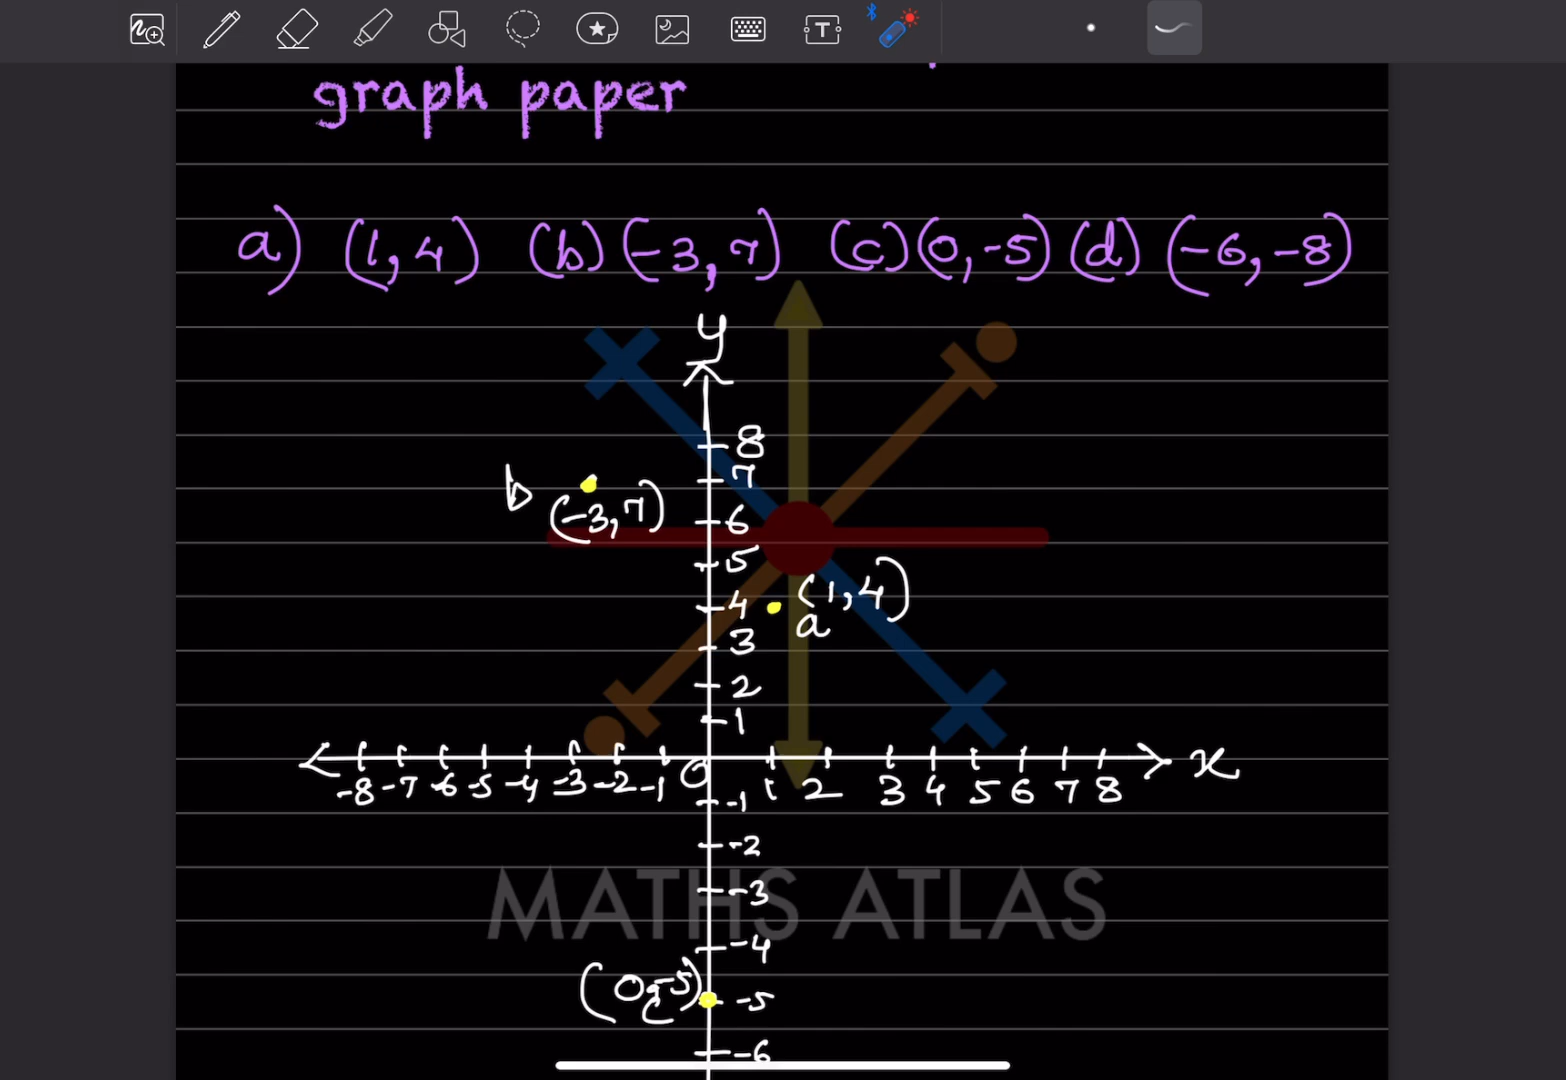 graph paper
a) (1,4) (b) (-3,7) (c) (0,-5) (d) (-6,-8)
y
8
7
b
(-3,7)
6
5
(1,4)
4
a
3
2
1
x
-8 -7 -6 -5 -4 -3 -2 -1 0 1 2 3 4 5 6 7 8
-1
-2
MATHS ATLAS
-3
-4
(0,-5)
c
-5
-6